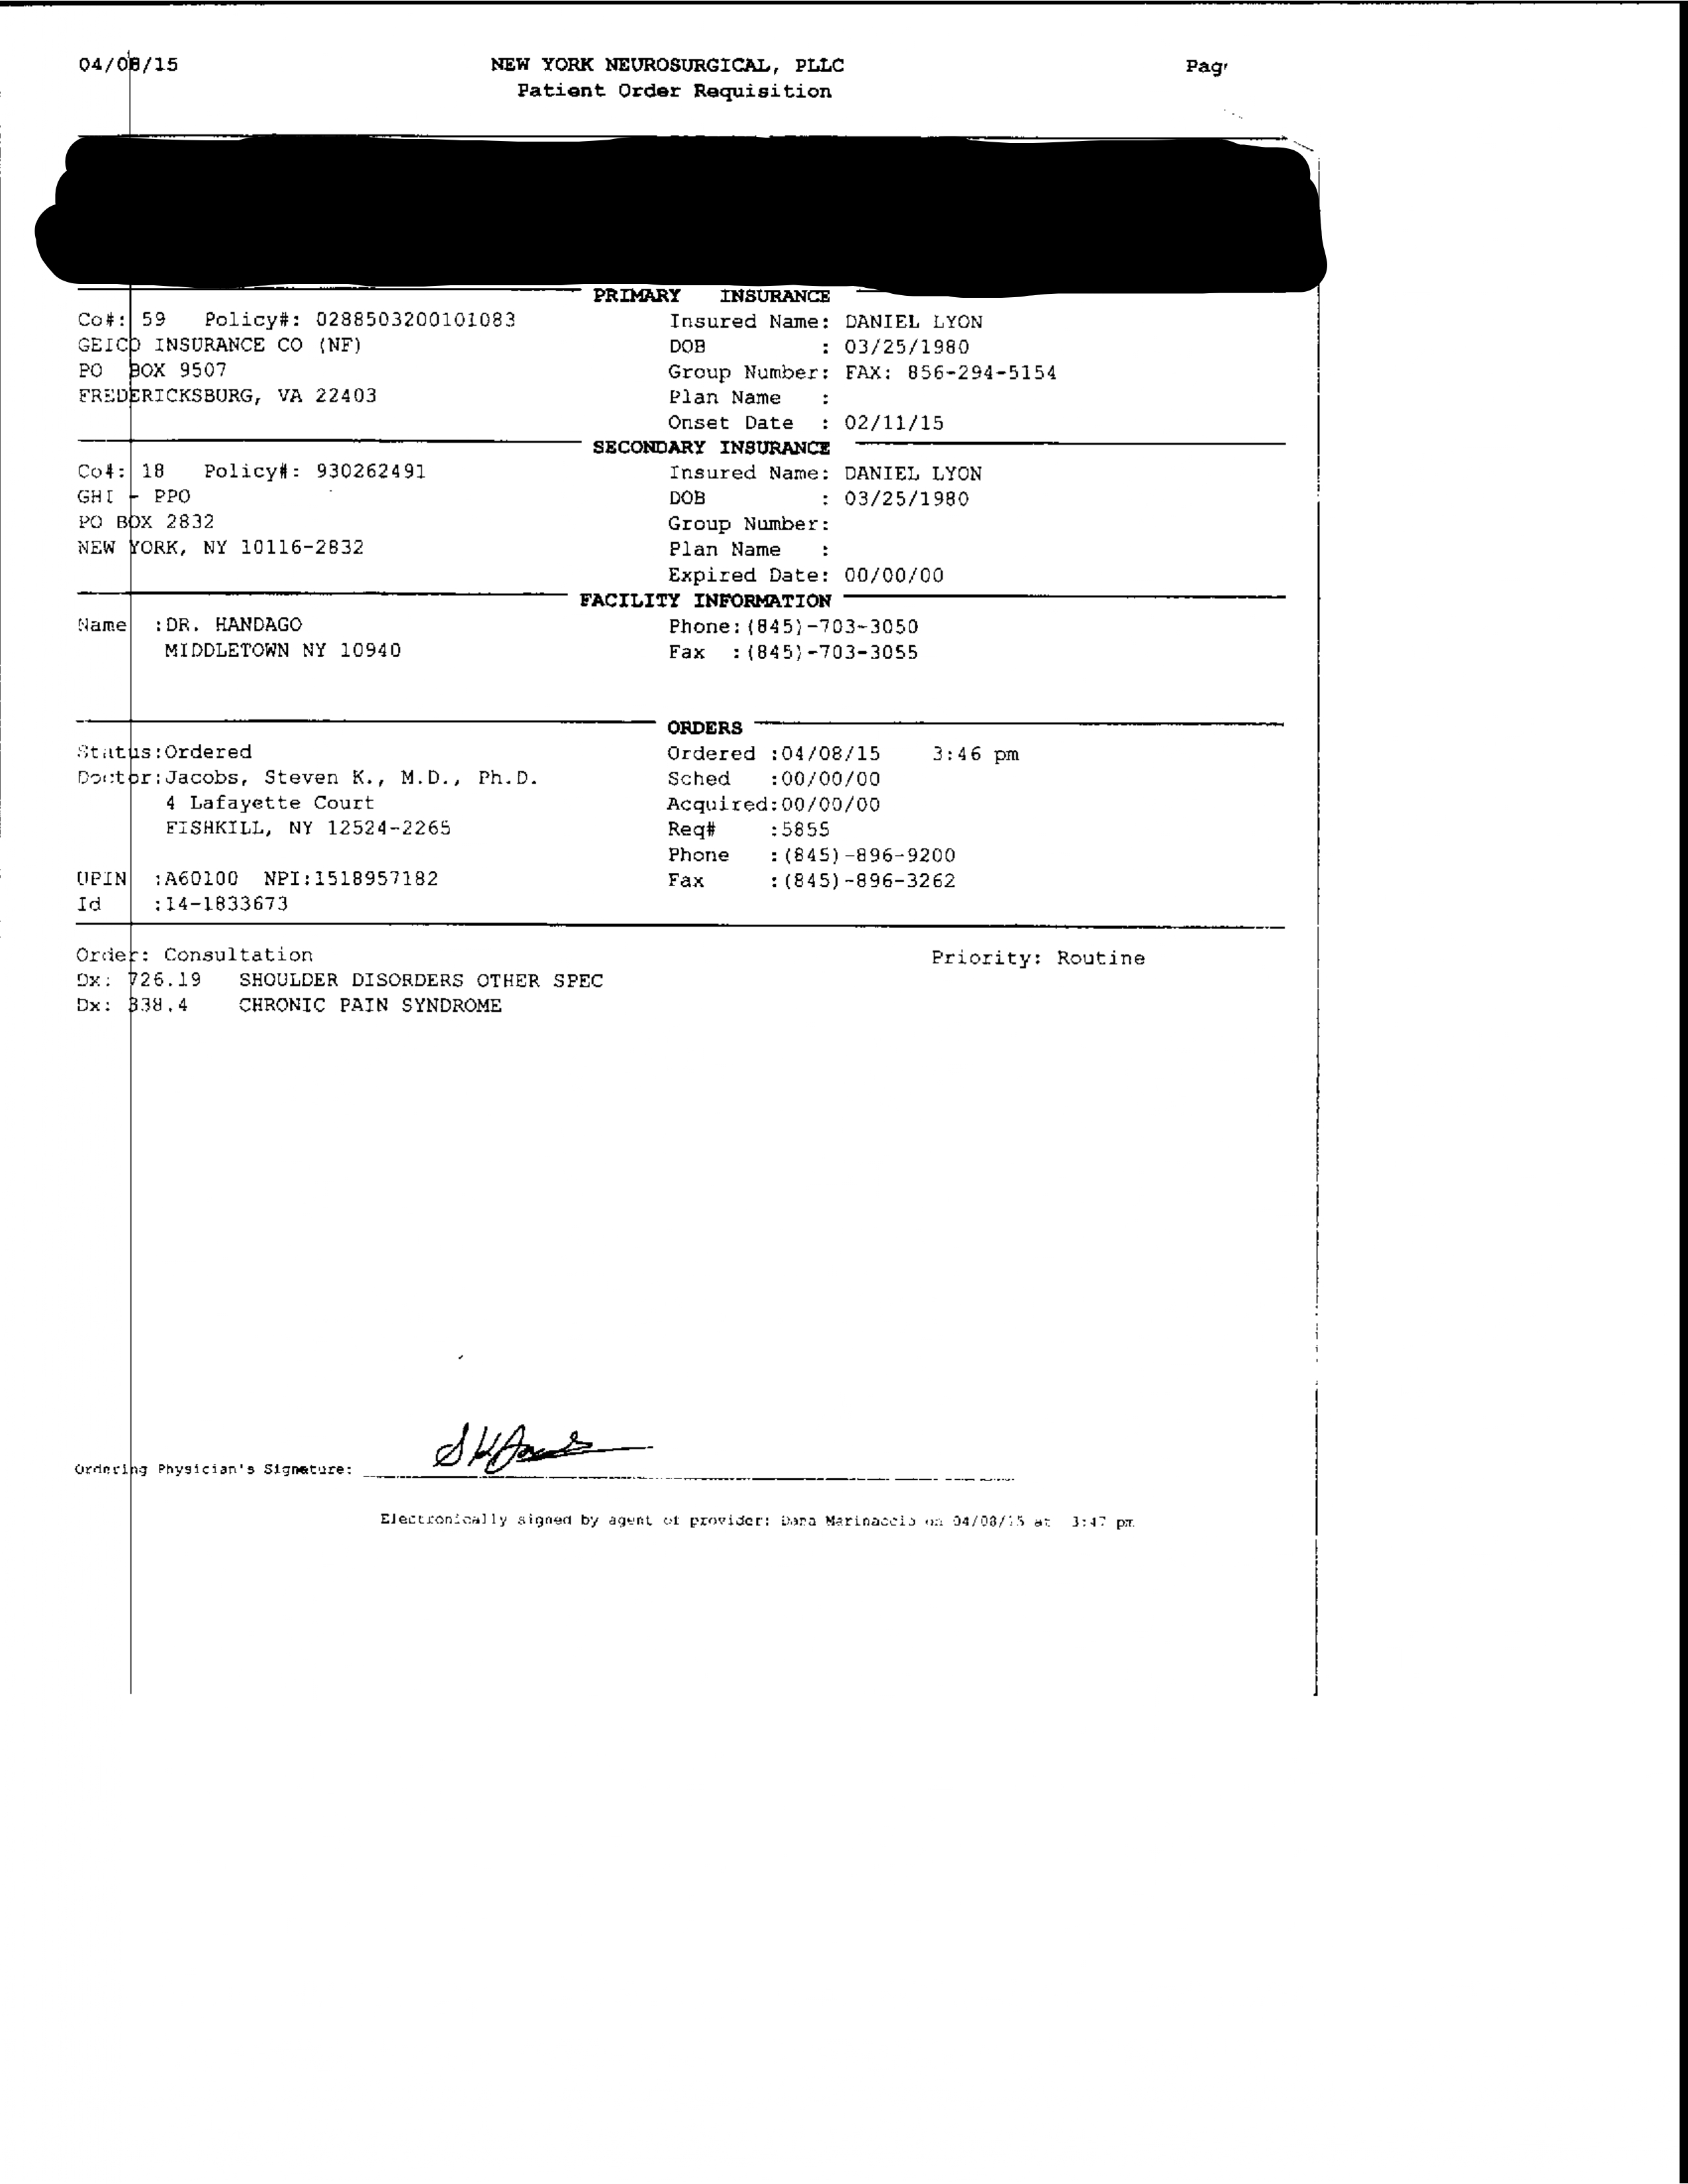 04/08/15 NEW YORK NEUROSURGICAL, PLLC
Patient Order Requisition
PRIMARY INSURANCE
Co#: 59 Policy#: 0288503200101083 Insured Name: DANIEL LYON
GEICO INSURANCE CO (NF) DOB : 03/25/1980
PO BOX 9507 Group Number: FAX: 856-294-5154
FREDERICKSBURG, VA 22403 Plan Name :
Onset Date : 02/11/15
SECONDARY INSURANCE
Co#: 18 Policy#: 930262491 Insured Name: DANIEL LYON
GHI - PPO DOB : 03/25/1980
PO BOX 2832 Group Number:
NEW YORK, NY 10116-2832 Plan Name :
Expired Date: 00/00/00
FACILITY INFORMATION
Name :DR. HANDAGO Phone:(845)-703-3050
MIDDLETOWN NY 10940 Fax :(845)-703-3055
ORDERS
Status:Ordered Ordered :04/08/15 3:46 pm
Doctor:Jacobs, Steven K., M.D., Ph.D. Sched :00/00/00
4 Lafayette Court Acquired:00/00/00
FISHKILL, NY 12524-2265 Req# :5855
Phone :(845)-896-9200
UPIN :A60100 NPI:1518957182 Fax :(845)-896-3262
Id :14-1833673
Order: Consultation Priority: Routine
Dx: 726.19 SHOULDER DISORDERS OTHER SPEC
Dx: 338.4 CHRONIC PAIN SYNDROME
Ordering Physician's Signature:
Electronically signed by agent of provider: Dana Marinaccio on 04/08/15 at 3:47 pm